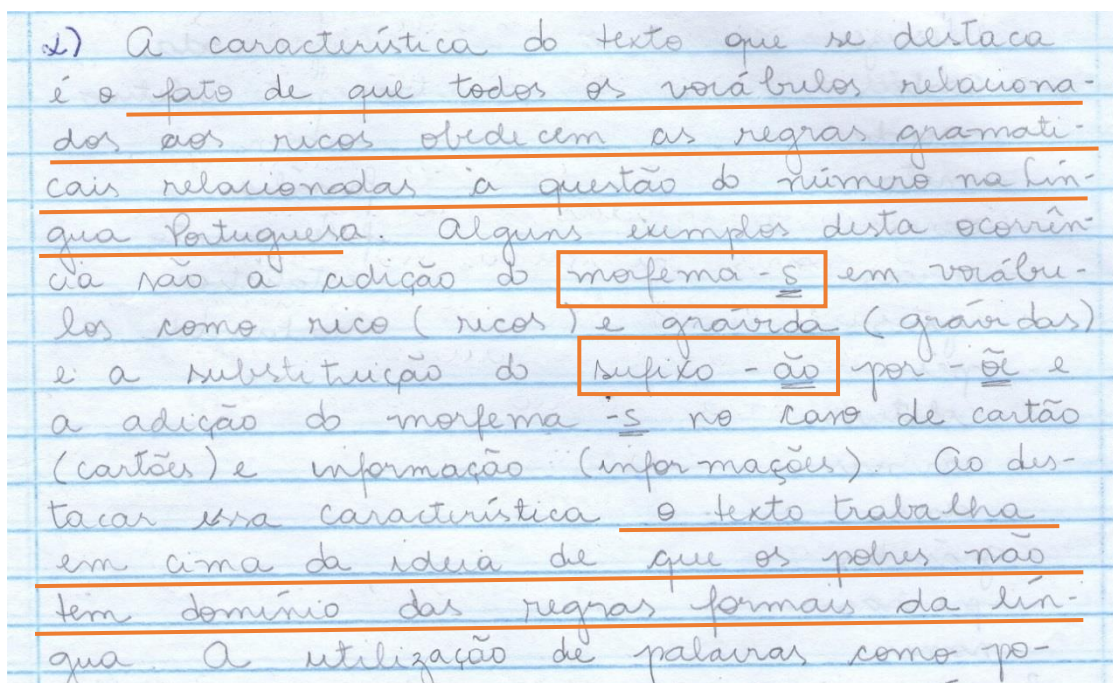 2) A característica do texto que se destaca
é o fato de que todos os vocábulos relaciona-
dos aos ricos obedecem as regras gramati-
cais relacionadas à questão do número na lín-
gua Portuguesa. Alguns exemplos desta ocorrên-
cia são a adição do morfema -s em vocábu-
los como rico (ricos) e grávida (grávidas)
e a substituição do sufixo -ão por -õe e
a adição do morfema -s no caso de cartão
(cartões) e informação (informações). Ao des-
tacar essa característica o texto trabalha
em cima da ideia de que os pobres não
tem domínio das regras formais da lín-
gua. A utilização de palavras como po-